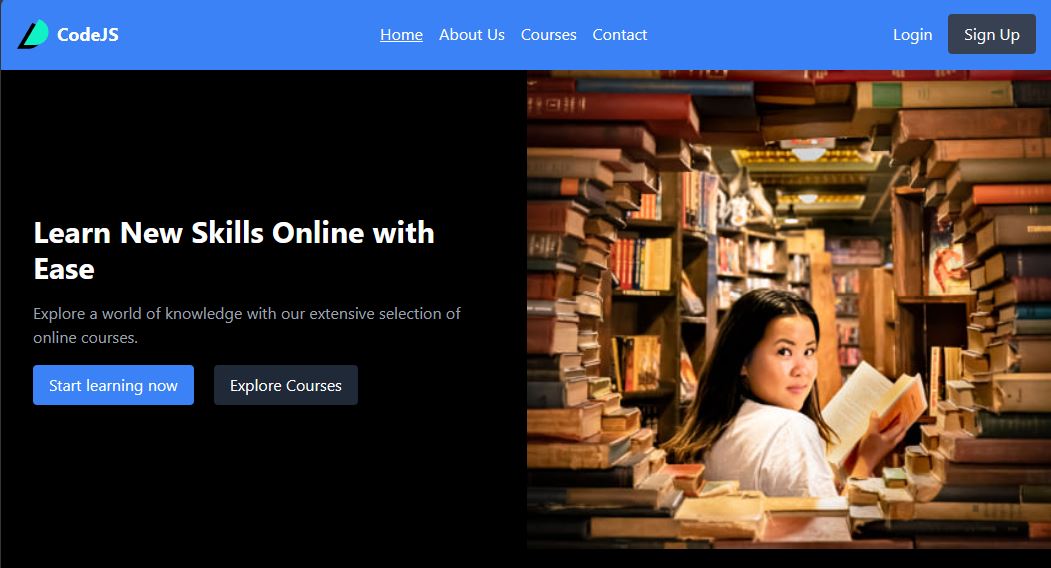 CodeJS
Home About Us Courses Contact
Login Sign Up
Learn New Skills Online with
Ease
Explore a world of knowledge with our extensive selection of
online courses.
Start learning now Explore Courses